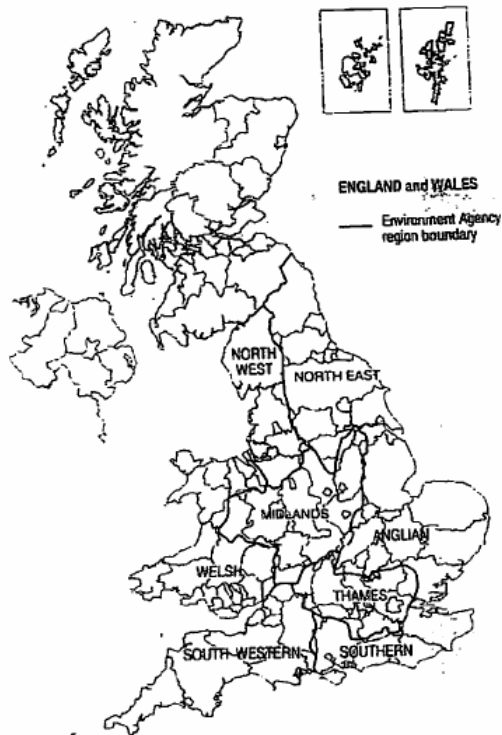 ENGLAND and WALES
Environment Agency
region boundary
NORTH
WEST
NORTH EAST
MIDLANDS
ANGLIAN
WELSH
THAMES
SOUTH WESTERN
SOUTHERN